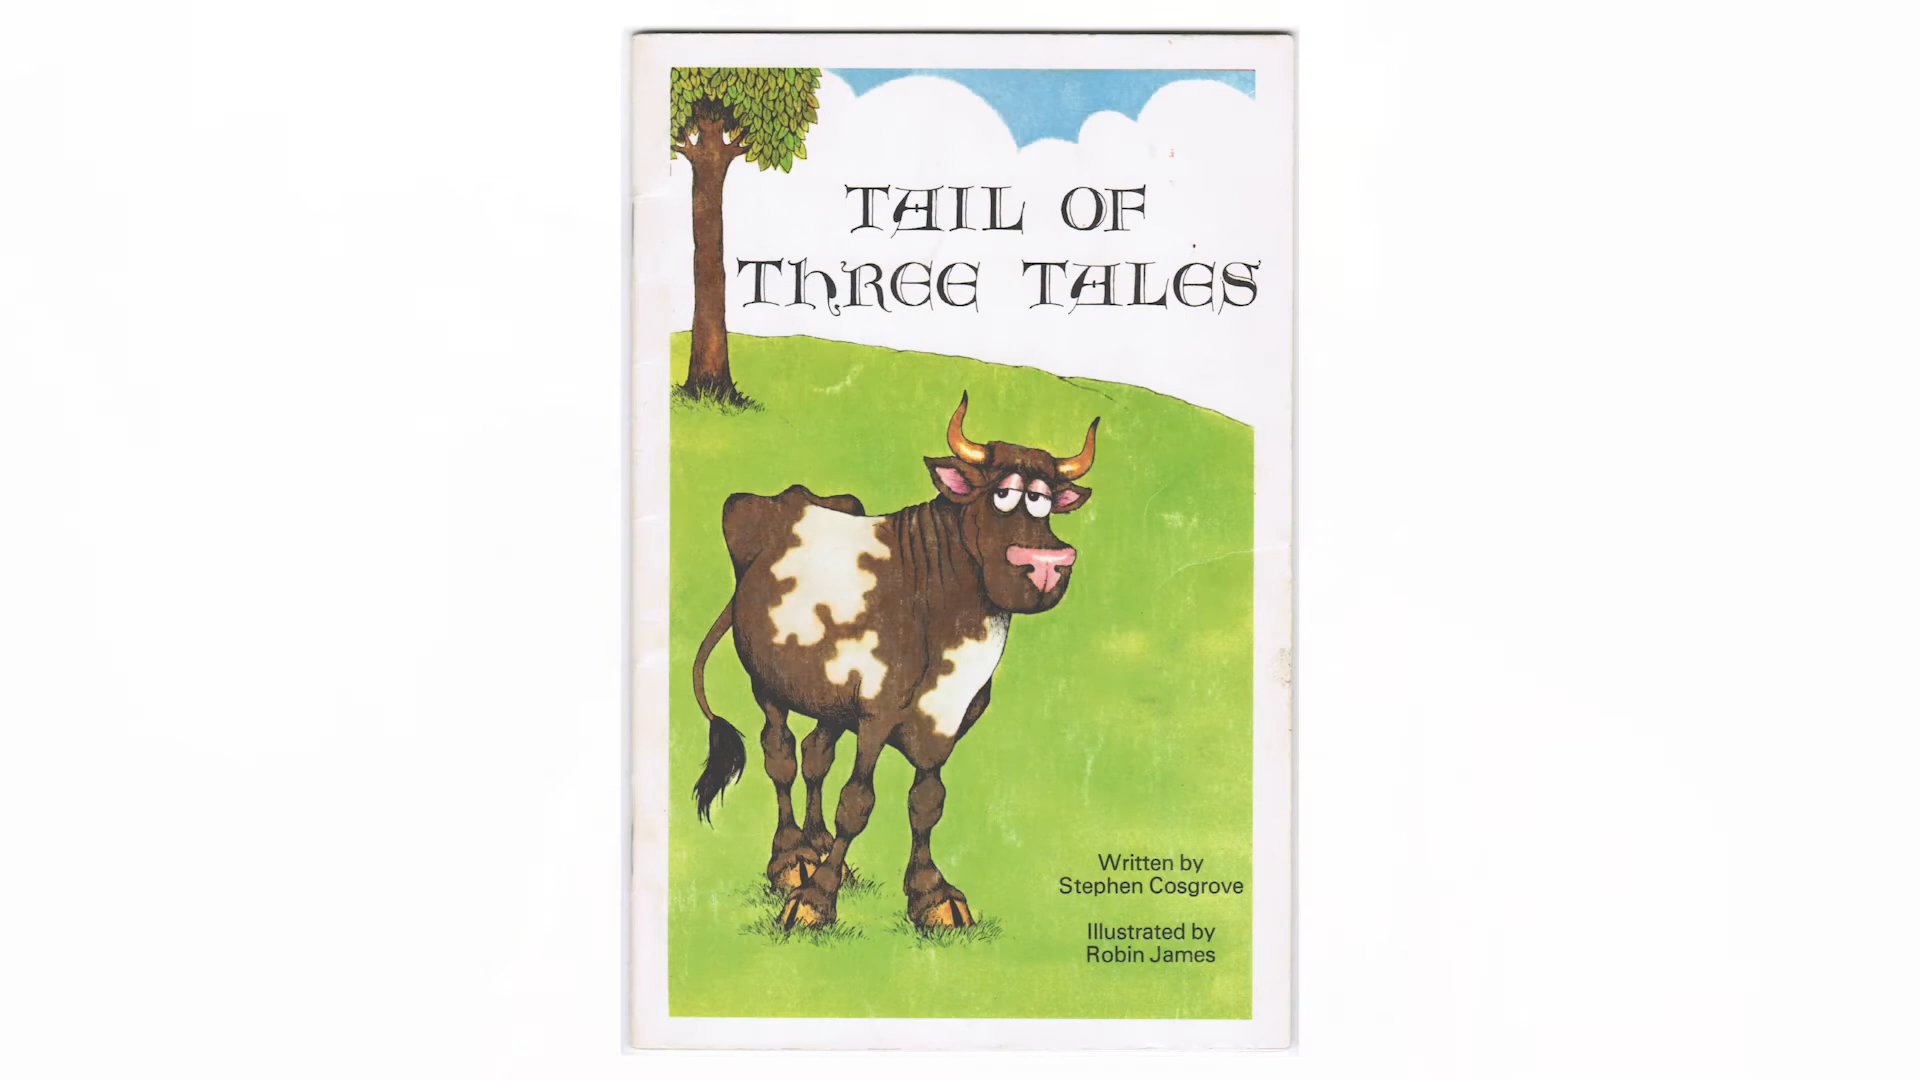 TAIL OF
ThREE TALES
Written by
Stephen Cosgrove
Illustrated by
Robin James